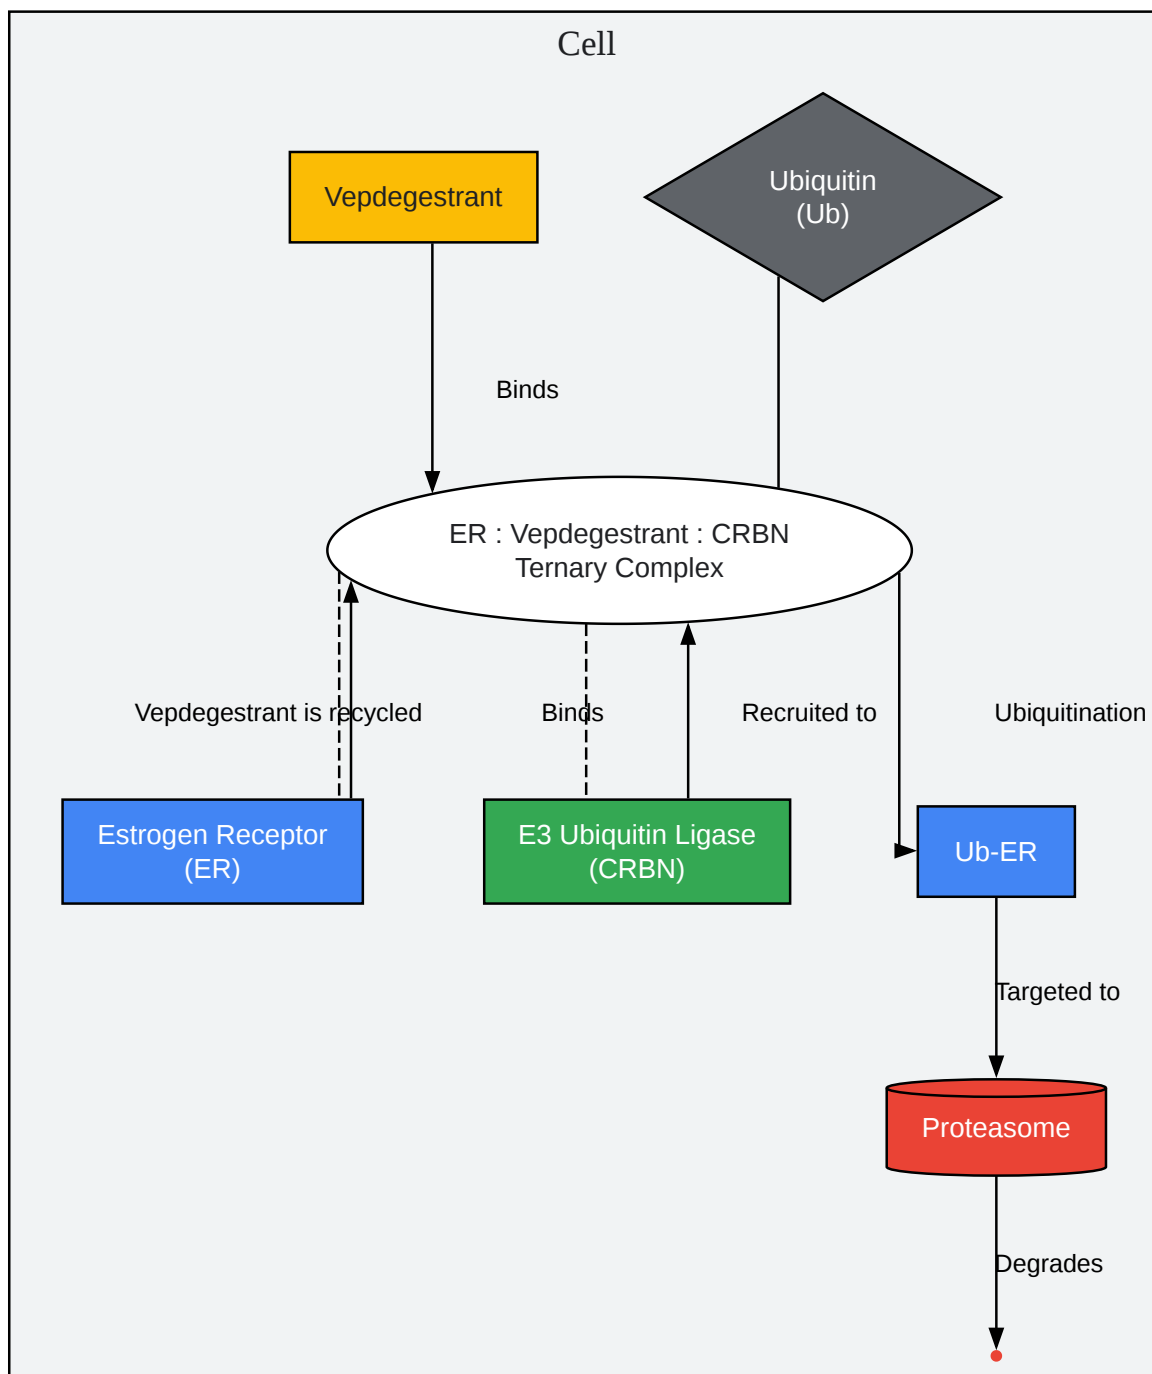 Cell
Vepdegestrant
Ubiquitin
(Ub)
Binds
ER : Vepdegestrant : CRBN
Ternary Complex
Vepdegestrant is recycled
Binds
Recruited to
Ubiquitination
Estrogen Receptor
(ER)
E3 Ubiquitin Ligase
(CRBN)
Ub-ER
Targeted to
Proteasome
Degrades